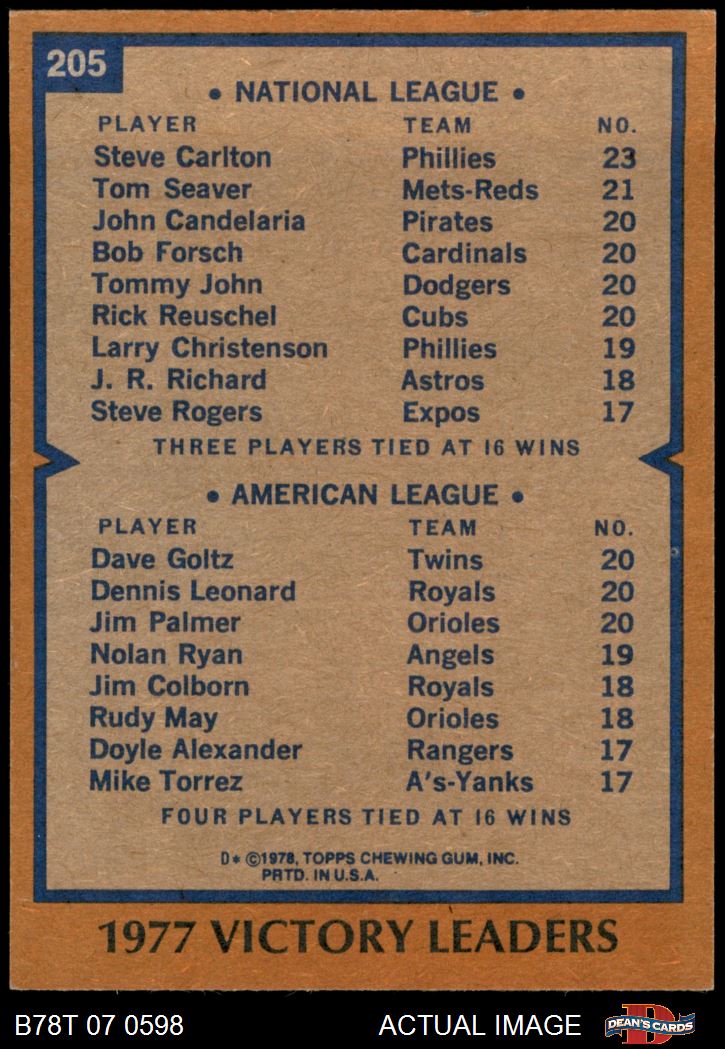 205
• NATIONAL LEAGUE •
PLAYER TEAM NO.
Steve Carlton Phillies 23
Tom Seaver Mets-Reds 21
John Candelaria Pirates 20
Bob Forsch Cardinals 20
Tommy John Dodgers 20
Rick Reuschel Cubs 20
Larry Christenson Phillies 19
J. R. Richard Astros 18
Steve Rogers Expos 17
THREE PLAYERS TIED AT 16 WINS
• AMERICAN LEAGUE •
PLAYER TEAM NO.
Dave Goltz Twins 20
Dennis Leonard Royals 20
Jim Palmer Orioles 20
Nolan Ryan Angels 19
Jim Colborn Royals 18
Rudy May Orioles 18
Doyle Alexander Rangers 17
Mike Torrez A's-Yanks 17
FOUR PLAYERS TIED AT 16 WINS
D* ©1978, TOPPS CHEWING GUM, INC.
PRTD. IN U.S.A.
1977 VICTORY LEADERS
B78T 07 0598 ACTUAL IMAGE D DEAN'S CARDS